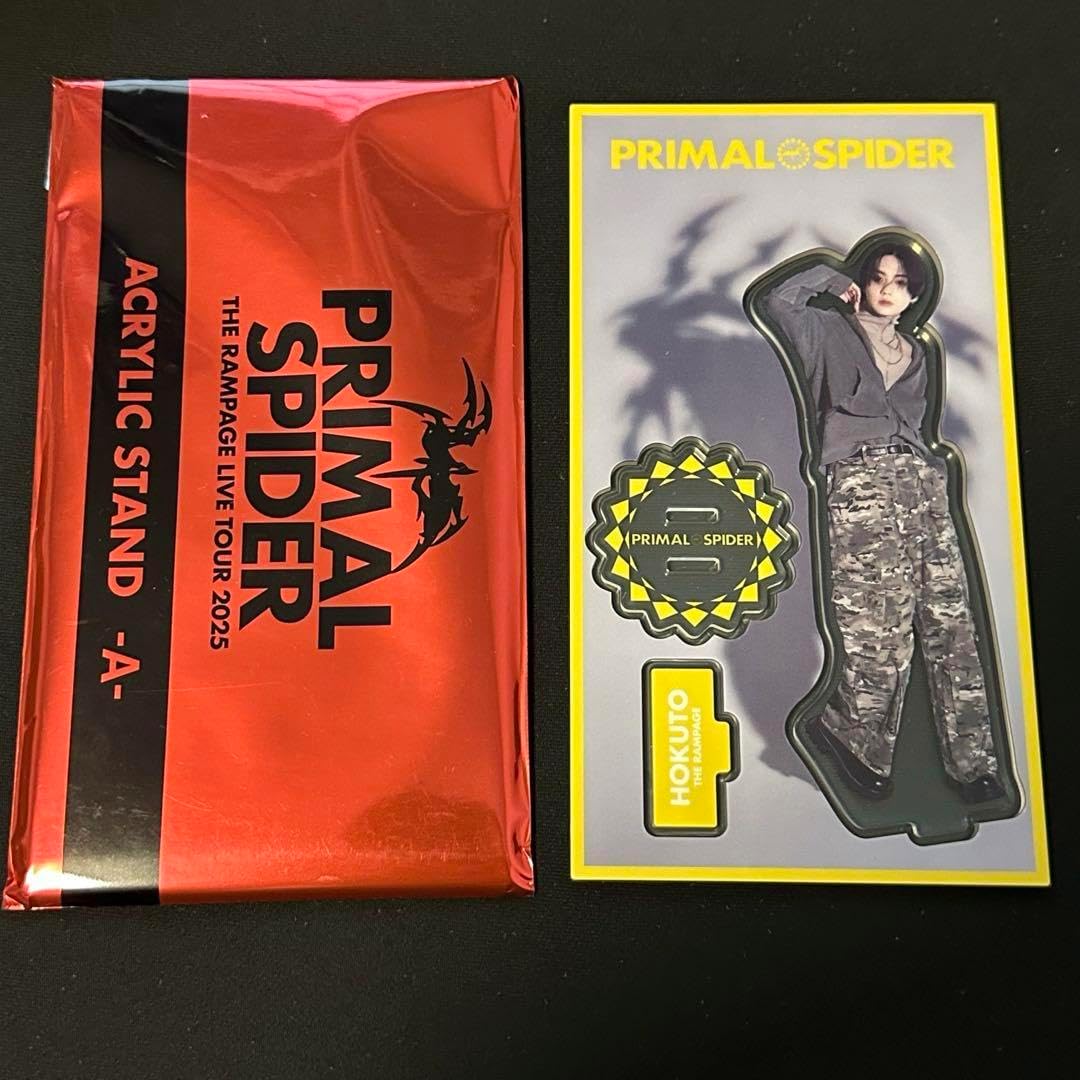 PRIMAL
SPIDER
THE RAMPAGE LIVE TOUR 2025
ACRYLIC STAND -A-
PRIMAL SPIDER
PRIMAL SPIDER
HOKUTO
THE RAMPAGE